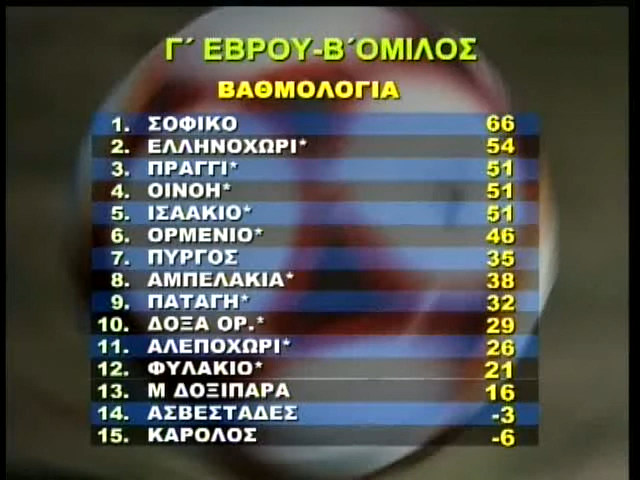 Γ΄ ΕΒΡΟΥ-Β΄ΟΜΙΛΟΣ
ΒΑΘΜΟΛΟΓΙΑ
1. ΣΟΦΙΚΟ 66
2. ΕΛΛΗΝΟΧΩΡΙ* 54
3. ΠΡΑΓΓΙ* 51
4. ΟΙΝΟΗ* 51
5. ΙΣΑΑΚΙΟ* 51
6. ΟΡΜΕΝΙΟ* 46
7. ΠΥΡΓΟΣ 35
8. ΑΜΠΕΛΑΚΙΑ* 38
9. ΠΑΤΑΓΗ* 32
10. ΔΟΞΑ ΟΡ.* 29
11. ΑΛΕΠΟΧΩΡΙ* 26
12. ΦΥΛΑΚΙΟ* 21
13. Μ ΔΟΞΙΠΑΡΑ 16
14. ΑΣΒΕΣΤΑΔΕΣ -3
15. ΚΑΡΟΛΟΣ -6